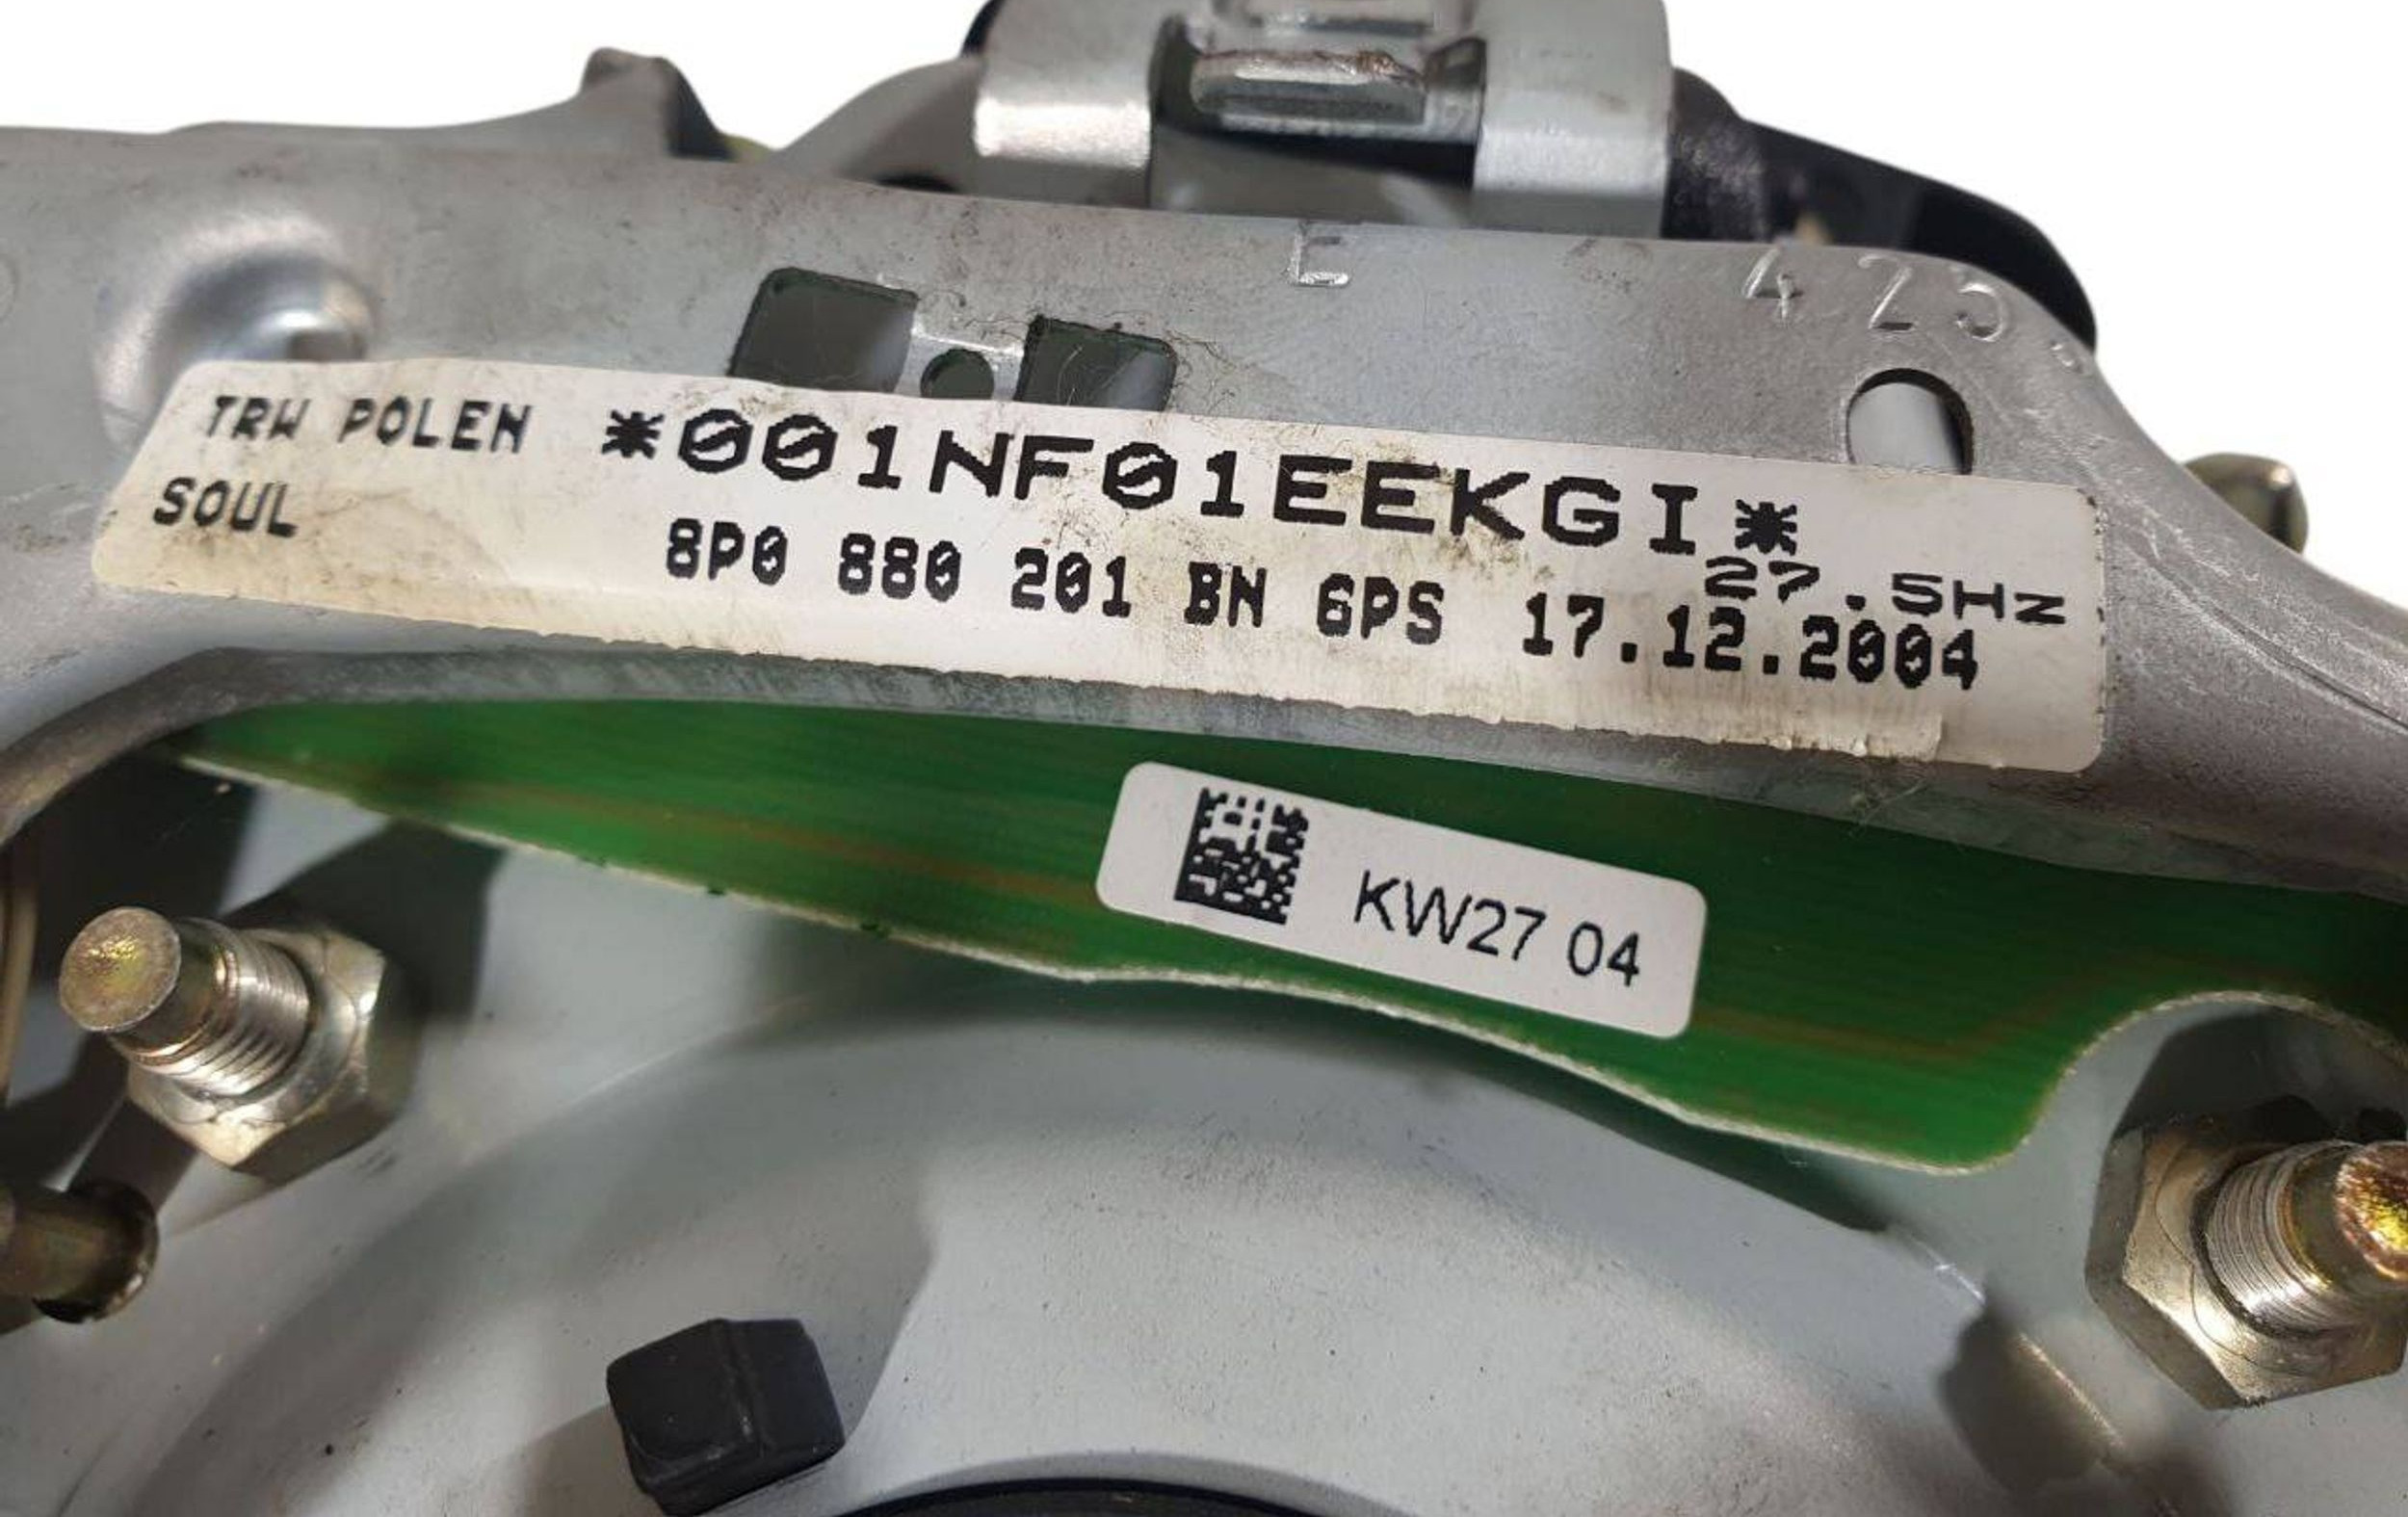 E
425
TRW POLEN *001NF01EEKGI*
SOUL
27.5Hz
8P0 880 201 BN 6PS 17.12.2004
KW27 04